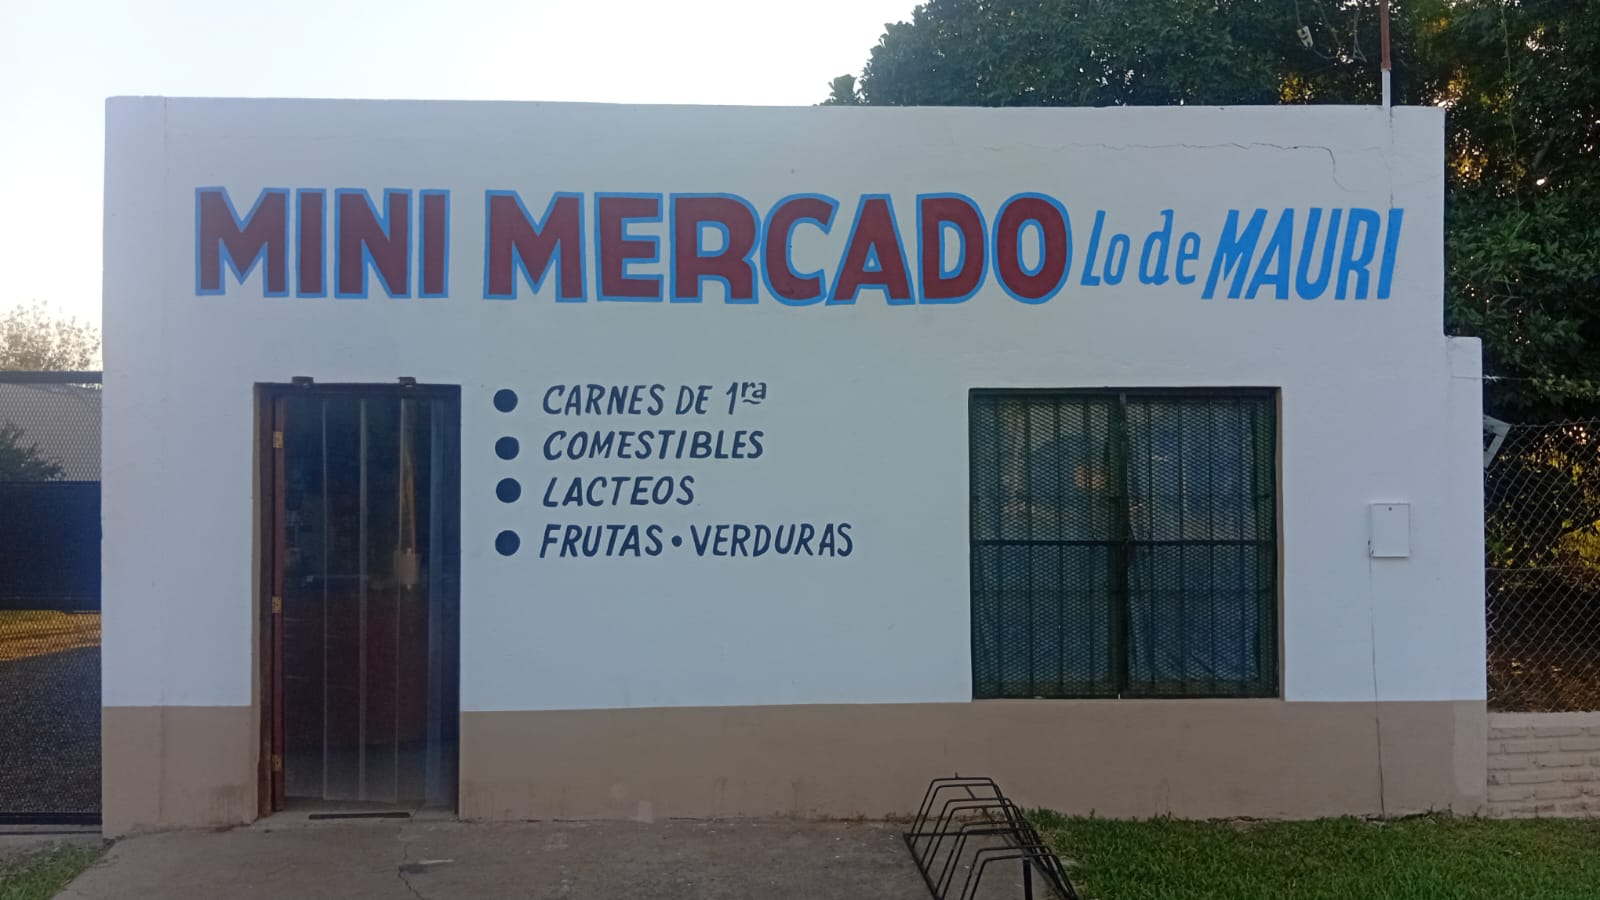 MINI MERCADO Lo de MAURI
● CARNES DE 1ra
● COMESTIBLES
● LACTEOS
● FRUTAS • VERDURAS